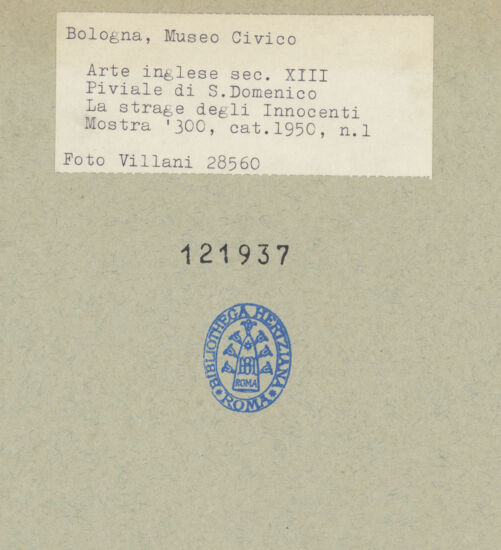 Bologna, Museo Civico
Arte inglese sec. XIII
Piviale di S.Domenico
La strage degli Innocenti
Mostra '300, cat.1950, n.1
Foto Villani 28560
121937
BIBLIOTHECA HERTZIANA
BH
ROMA
* ROMA *